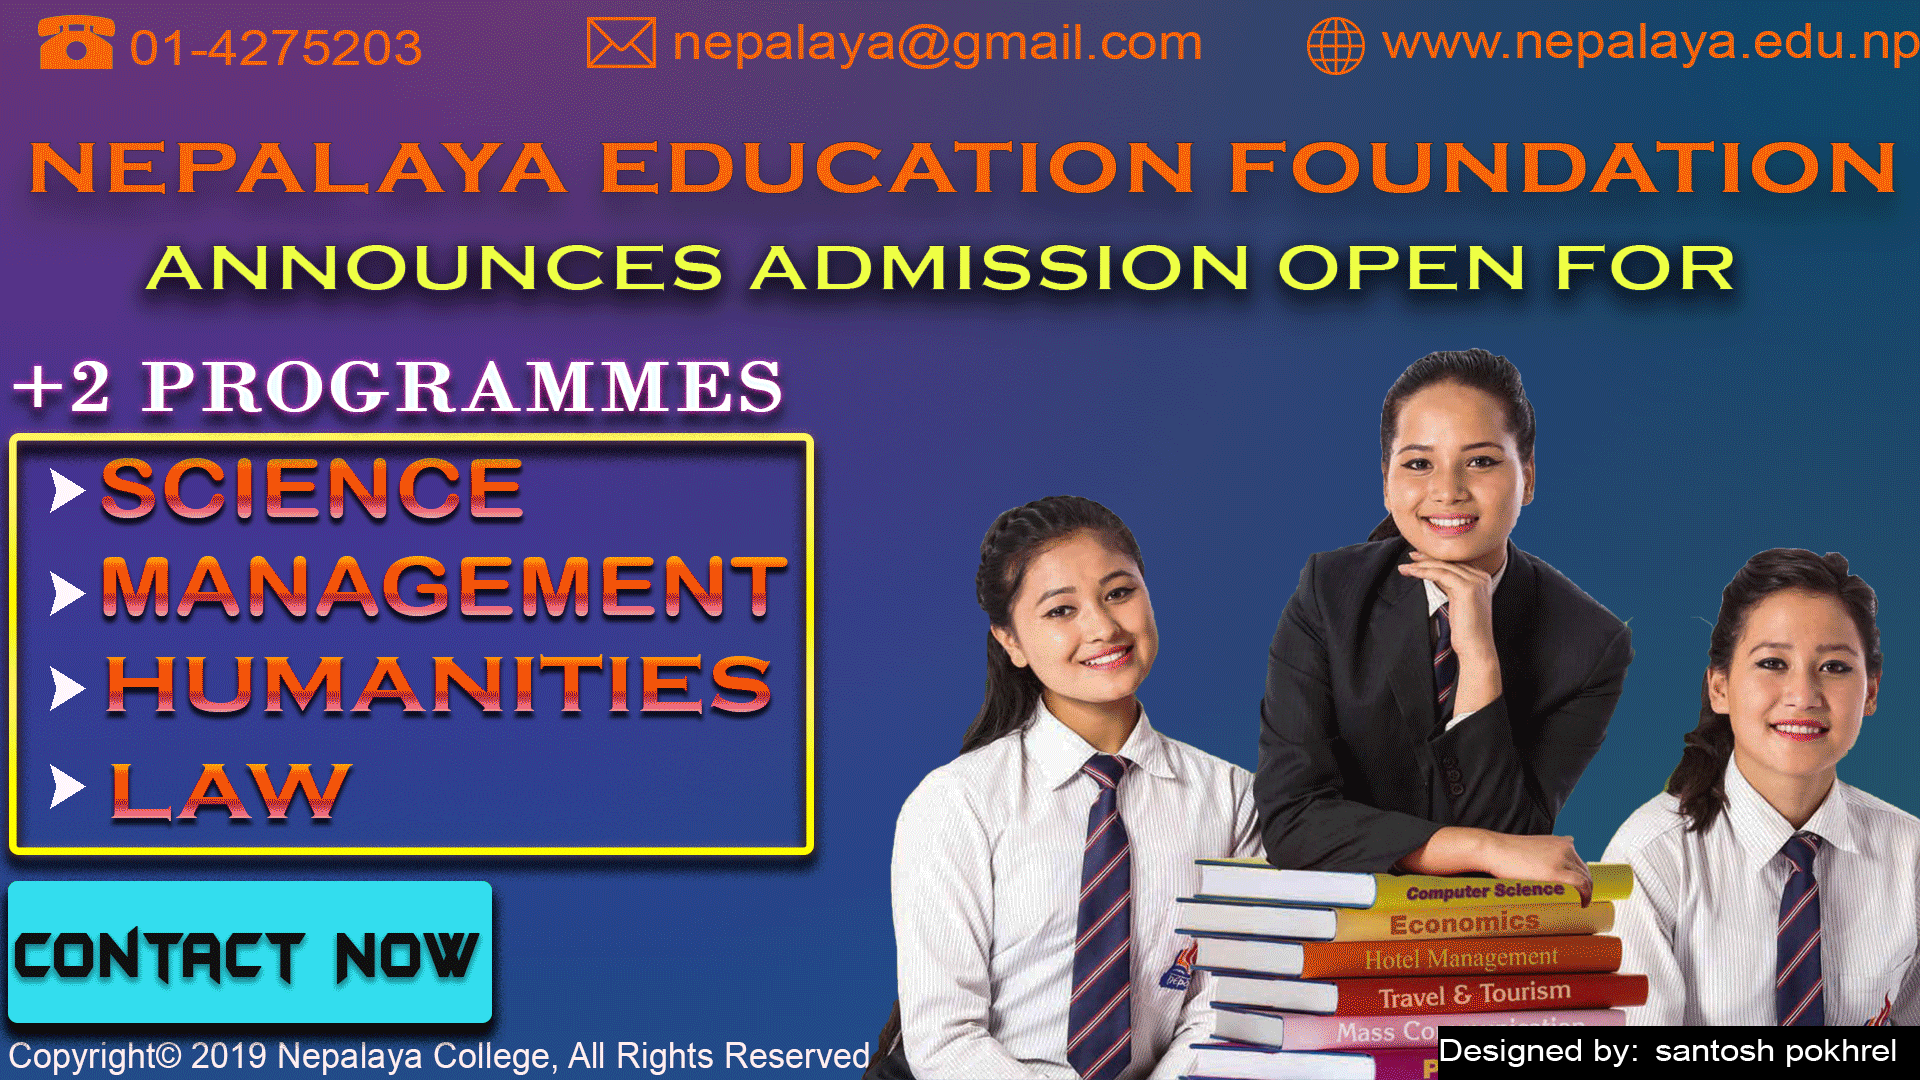 01-4275203 nepalaya@gmail.com www.nepalaya.edu.np
NEPALAYA EDUCATION FOUNDATION
ANNOUNCES ADMISSION OPEN FOR
+2 PROGRAMMES
SCIENCE
MANAGEMENT
HUMANITIES
LAW
CONTACT NOW
Copyright© 2019 Nepalaya College, All Rights Reserved
Computer Science
Economics
Hotel Management
Travel & Tourism
Mass
Designed by: santosh pokhrel